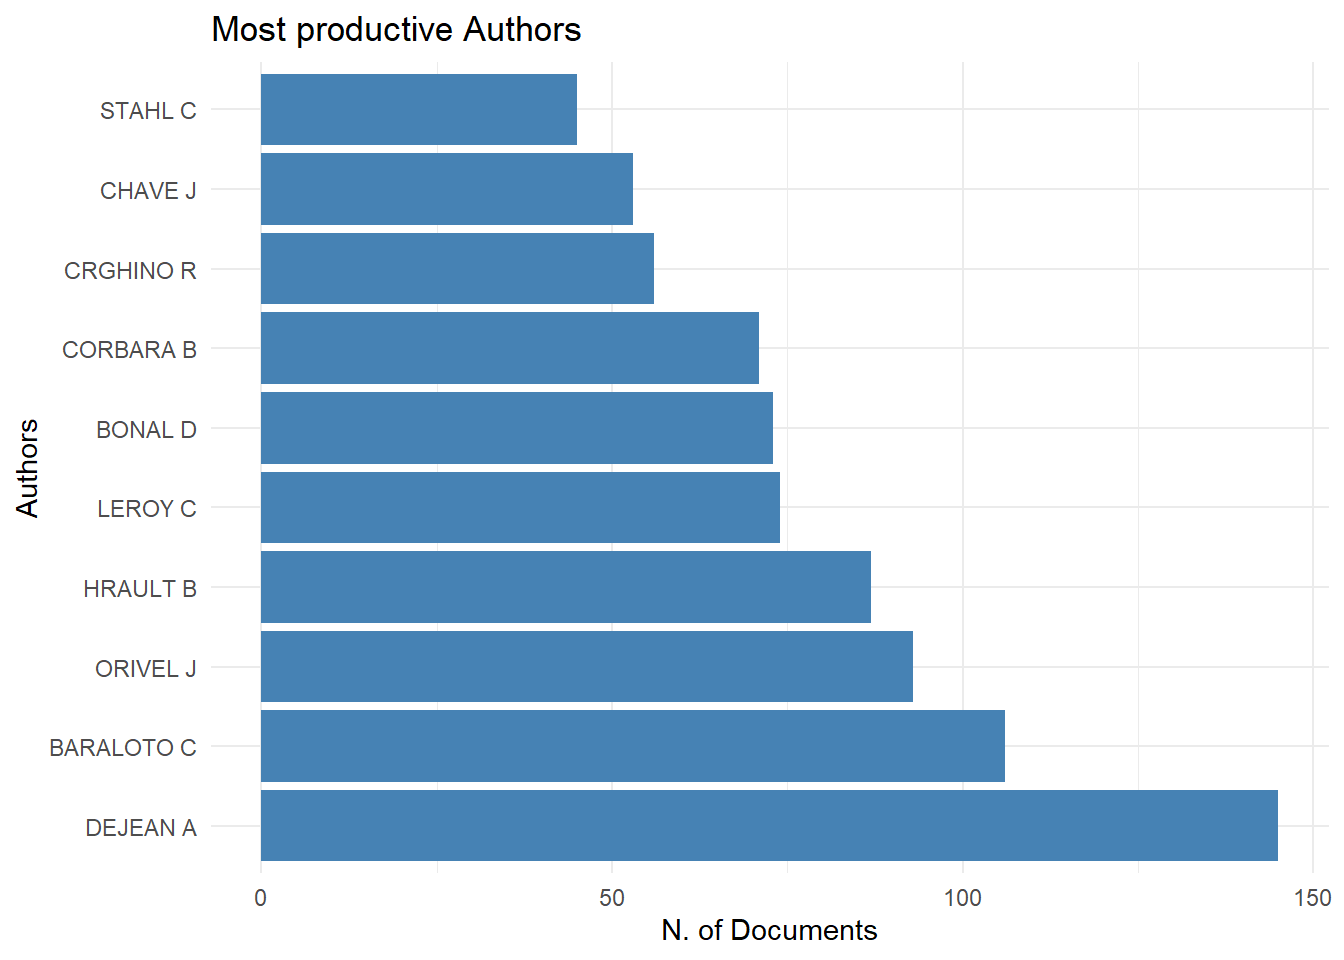 Most productive Authors
STAHL C
CHAVE J
CRGHINO R
CORBARA B
BONAL D
LEROY C
HRAULT B
ORIVEL J
BARALOTO C
DEJEAN A
Authors
0 50 100 150
N. of Documents